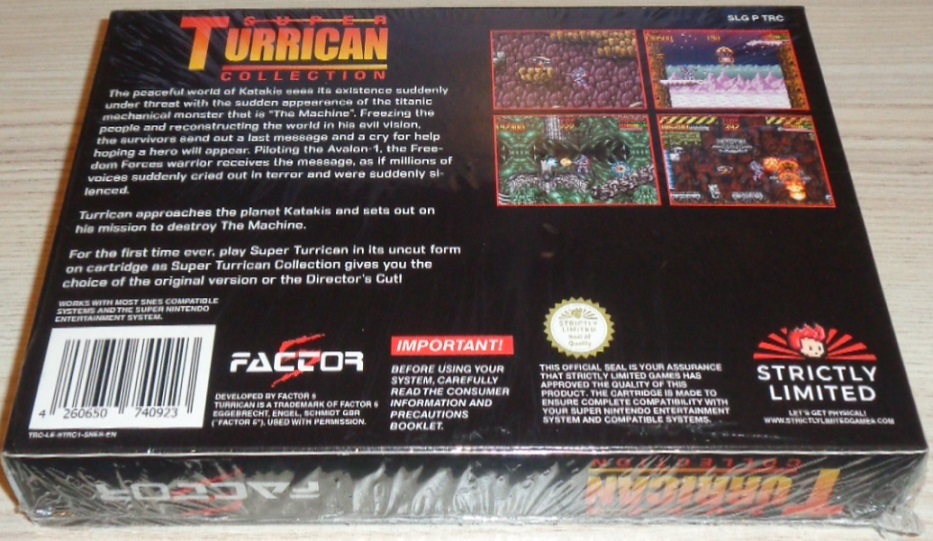 SUPER
TURRICAN
COLLECTION
SLG P TRC
The peaceful world of Katakis sees its existence suddenly
under threat with the sudden appearance of the titanic
mechanical monster that is "The Machine". Freezing the
people and reconstructing the world in his evil vision,
the survivors send out a last message and a cry for help
hoping a hero will appear. Piloting the Avalon-1, the Free-
dom Forces warrior receives the message, as if millions of
voices suddenly cried out in terror and were suddenly si-
lenced.
Turrican approaches the planet Katakis and sets out on
his mission to destroy The Machine.
For the first time ever, play Super Turrican in its uncut form
on cartridge as Super Turrican Collection gives you the
choice of the original version or the Director's Cut!
WORKS WITH MOST SNES COMPATIBLE
SYSTEMS AND THE SUPER NINTENDO
ENTERTAINMENT SYSTEM.
4 260650 740923
FACTOR 5
DEVELOPED BY FACTOR 5
TURRICAN IS A TRADEMARK OF FACTOR 5
EGGEBRECHT, ENGEL, SCHMIDT GBR
("FACTOR 5"), USED WITH PERMISSION.
IMPORTANT!
BEFORE USING YOUR
SYSTEM, CAREFULLY
READ THE CONSUMER
INFORMATION AND
PRECAUTIONS
BOOKLET.
STRICTLY
LIMITED
Seal of
Quality
THIS OFFICIAL SEAL IS YOUR ASSURANCE
THAT STRICTLY LIMITED GAMES HAS
APPROVED THE QUALITY OF THIS
PRODUCT. THE CARTRIDGE IS MADE TO
ENSURE COMPLETE COMPATIBILITY WITH
YOUR SUPER NINTENDO ENTERTAINMENT
SYSTEM AND COMPATIBLE SYSTEMS.
STRICTLY
LIMITED
LET'S GET PHYSICAL!
WWW.STRICTLYLIMITEDGAMES.COM
FACTOR 5
TURRICAN
COLLECTION